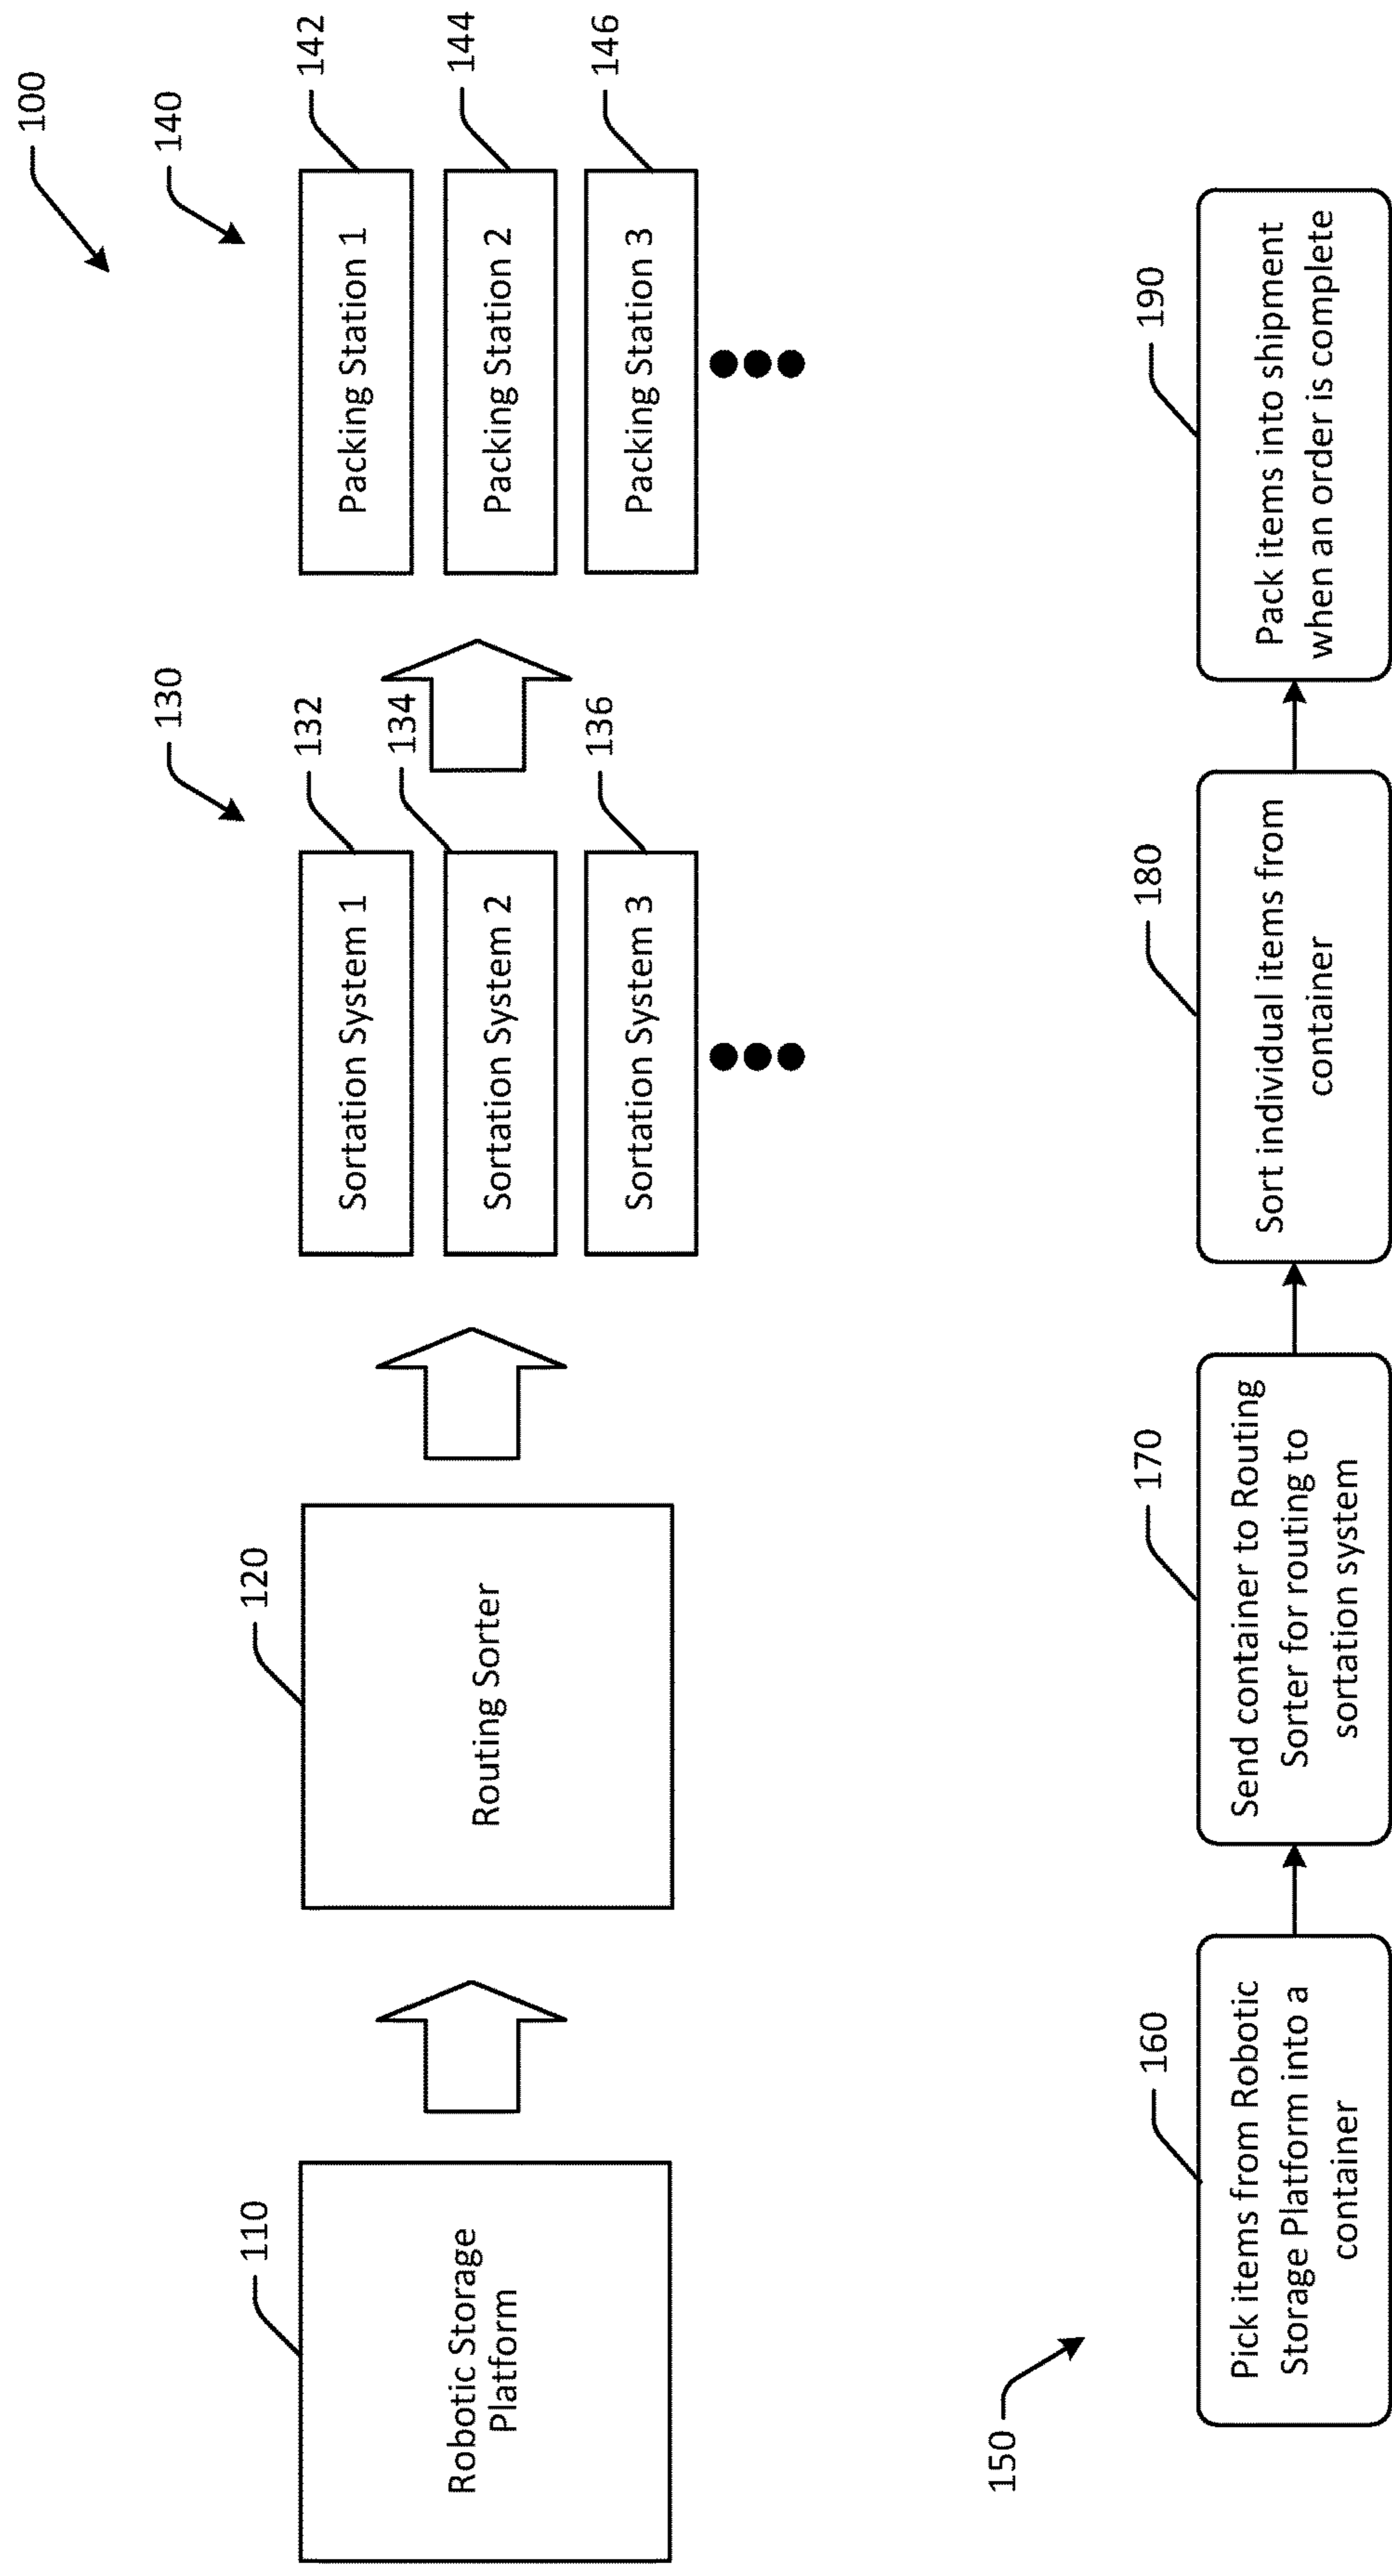 100
110
Robotic Storage
Platform
120
Routing Sorter
130
132
Sortation System 1
134
Sortation System 2
136
Sortation System 3
140
142
Packing Station 1
144
Packing Station 2
146
Packing Station 3
150
160
Pick items from Robotic
Storage Platform into a
container
170
Send container to Routing
Sorter for routing to
sortation system
180
Sort individual items from
container
190
Pack items into shipment
when an order is complete